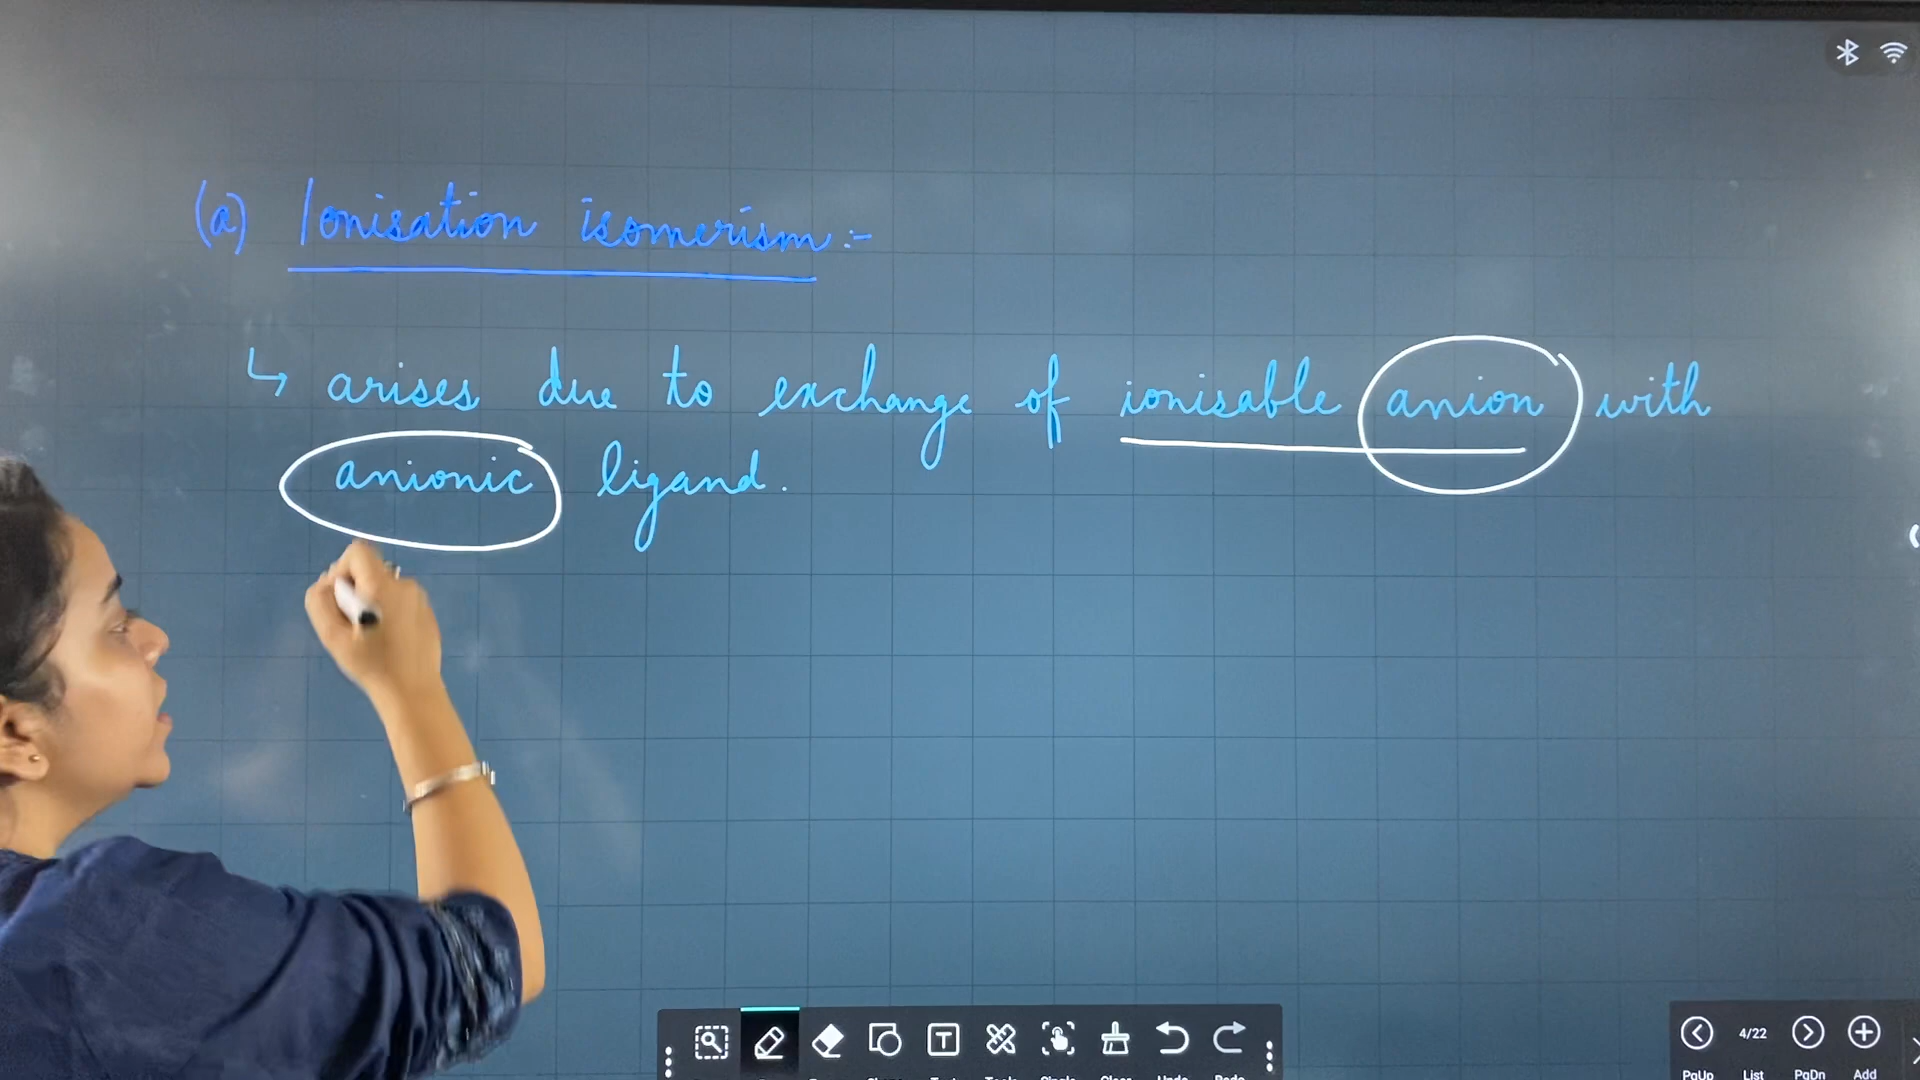 (a) Ionisation isomerism :-
↳ arises due to exchange of ionisable anion with
anionic ligand.
4/22
PgUp List PgDn Add